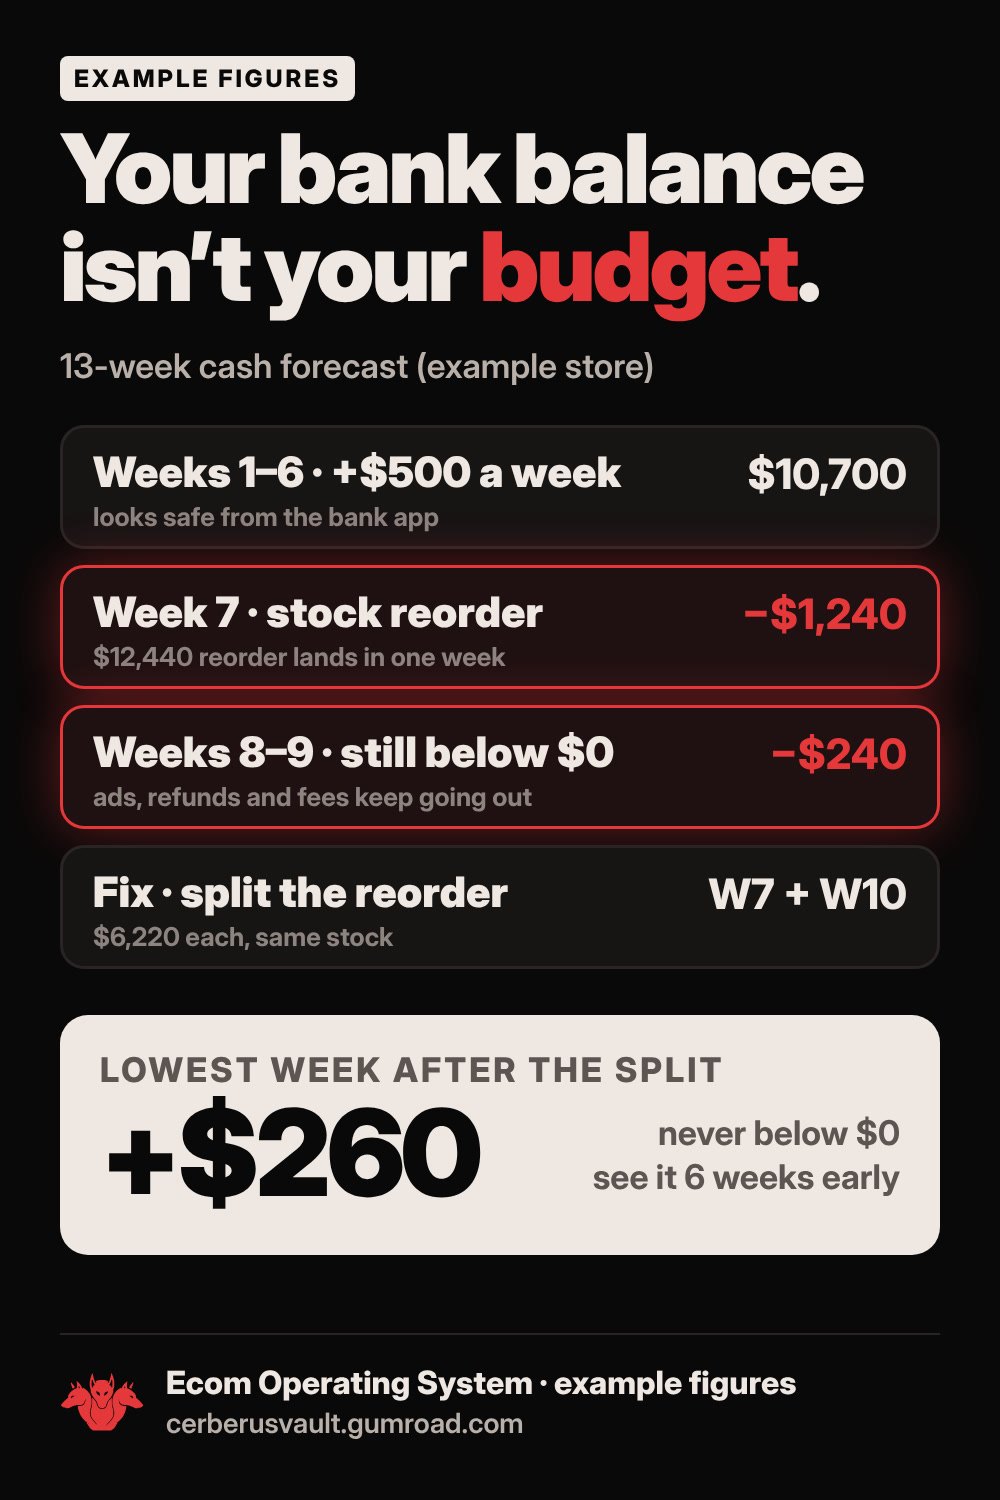 EXAMPLE FIGURES
Your bank balance
isn't your budget.
13-week cash forecast (example store)
Weeks 1–6 · +$500 a week
$10,700
looks safe from the bank app
Week 7 · stock reorder
−$1,240
$12,440 reorder lands in one week
Weeks 8–9 · still below $0
−$240
ads, refunds and fees keep going out
Fix · split the reorder
W7 + W10
$6,220 each, same stock
LOWEST WEEK AFTER THE SPLIT
+$260
never below $0
see it 6 weeks early
Ecom Operating System · example figures
cerberusvault.gumroad.com